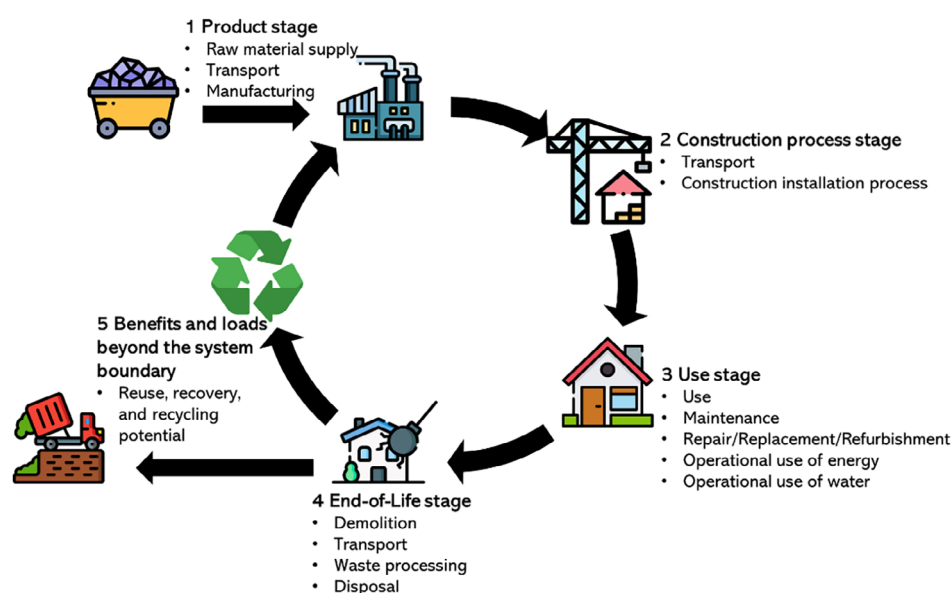 1 Product stage
• Raw material supply
• Transport
• Manufacturing
2 Construction process stage
• Transport
• Construction installation process
3 Use stage
• Use
• Maintenance
• Repair/Replacement/Refurbishment
• Operational use of energy
• Operational use of water
4 End-of-Life stage
• Demolition
• Transport
• Waste processing
• Disposal
5 Benefits and loads
beyond the system
boundary
• Reuse, recovery,
and recycling
potential